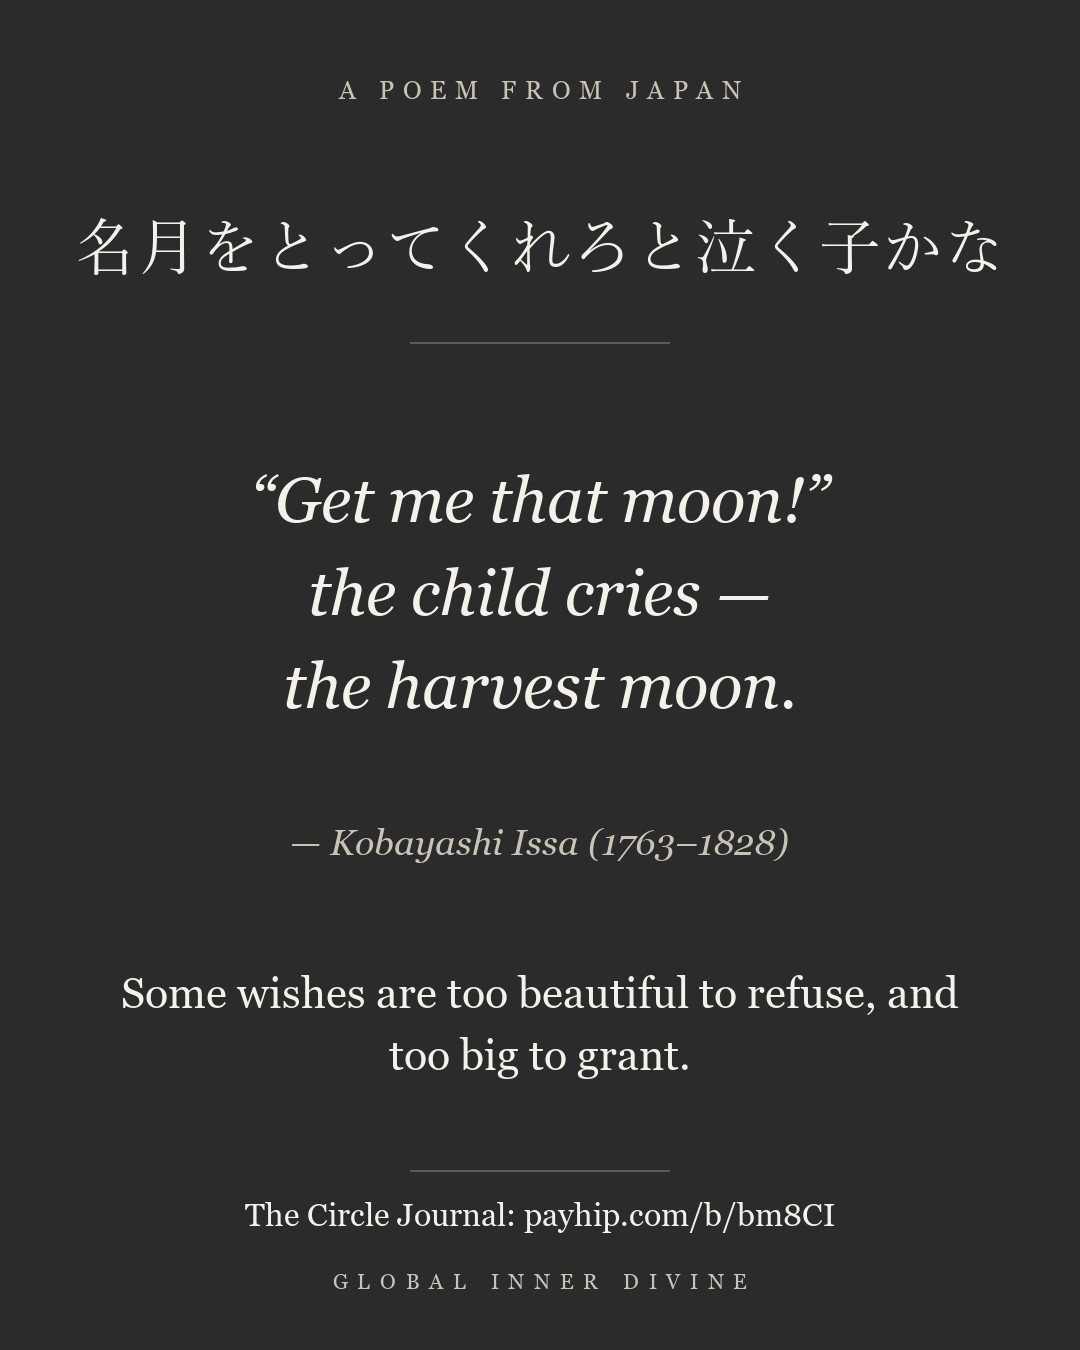 A POEM FROM JAPAN
名月をとってくれろと泣く子かな
“Get me that moon!”
the child cries —
the harvest moon.
— Kobayashi Issa (1763–1828)
Some wishes are too beautiful to refuse, and
too big to grant.
The Circle Journal: payhip.com/b/bm8CI
GLOBAL INNER DIVINE